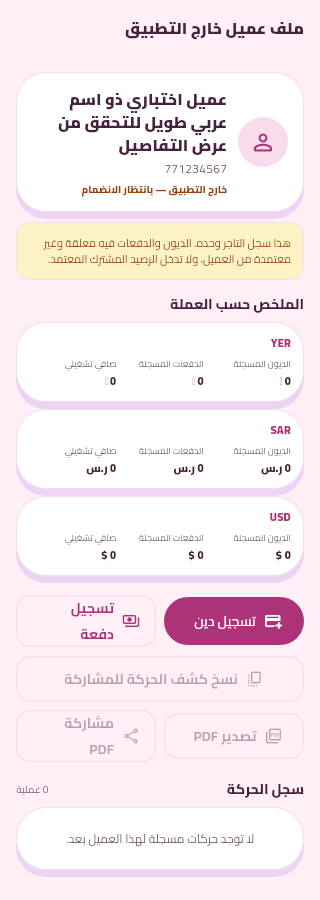 ملف عميل خارج التطبيق
عميل اختباري ذو اسم
عربي طويل للتحقق من
عرض التفاصيل
771234567
خارج التطبيق — بانتظار الانضمام
هذا سجل التاجر وحده. الديون والدفعات فيه معلقة وغير
معتمدة من العميل، ولا تدخل الرصيد المشترك المعتمد.
الملخص حسب العملة
YER
الديون المسجلة الدفعات المسجلة صافي تشغيلي
0 0 0
SAR
الديون المسجلة الدفعات المسجلة صافي تشغيلي
0 ر.س 0 ر.س 0 ر.س
USD
الديون المسجلة الدفعات المسجلة صافي تشغيلي
0 $ 0 $ 0 $
تسجيل دين
تسجيل
دفعة
نسخ كشف الحركة للمشاركة
تصدير PDF
مشاركة
PDF
سجل الحركة
0 عملية
لا توجد حركات مسجلة لهذا العميل بعد.